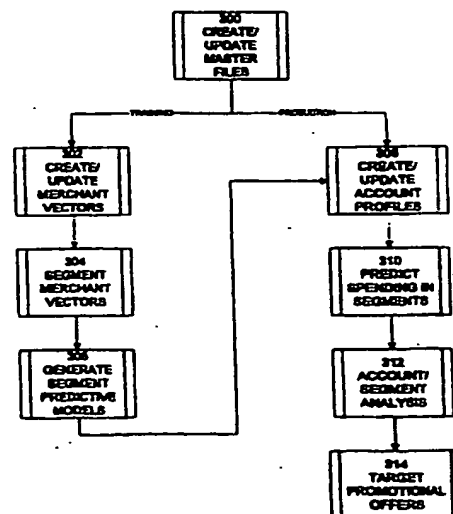 300
CREATE/
UPDATE
MASTER
FILES
TRAINING
PRODUCTION
302
CREATE/
UPDATE
MERCHANT
VECTORS
304
SEGMENT
MERCHANT
VECTORS
306
GENERATE
SEGMENT
PREDICTIVE
MODELS
308
CREATE/
UPDATE
ACCOUNT
PROFILES
310
PREDICT
SPENDING IN
SEGMENTS
312
ACCOUNT/
SEGMENT
ANALYSIS
314
TARGET
PROMOTIONAL
OFFERS